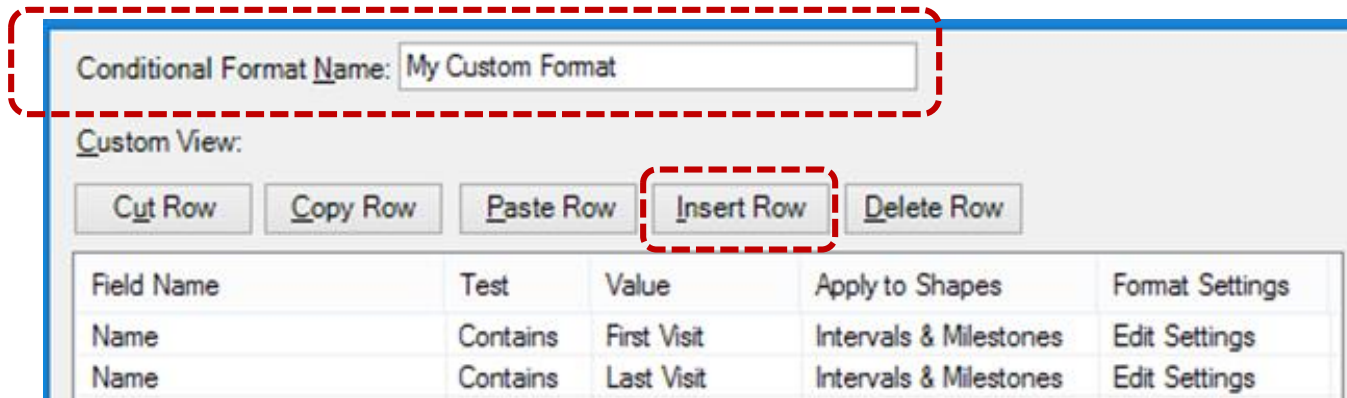 Conditional Format Name: My Custom Format
Custom View:
Cut Row Copy Row Paste Row Insert Row Delete Row
Field Name Test Value Apply to Shapes Format Settings
Name Contains First Visit Intervals & Milestones Edit Settings
Name Contains Last Visit Intervals & Milestones Edit Settings